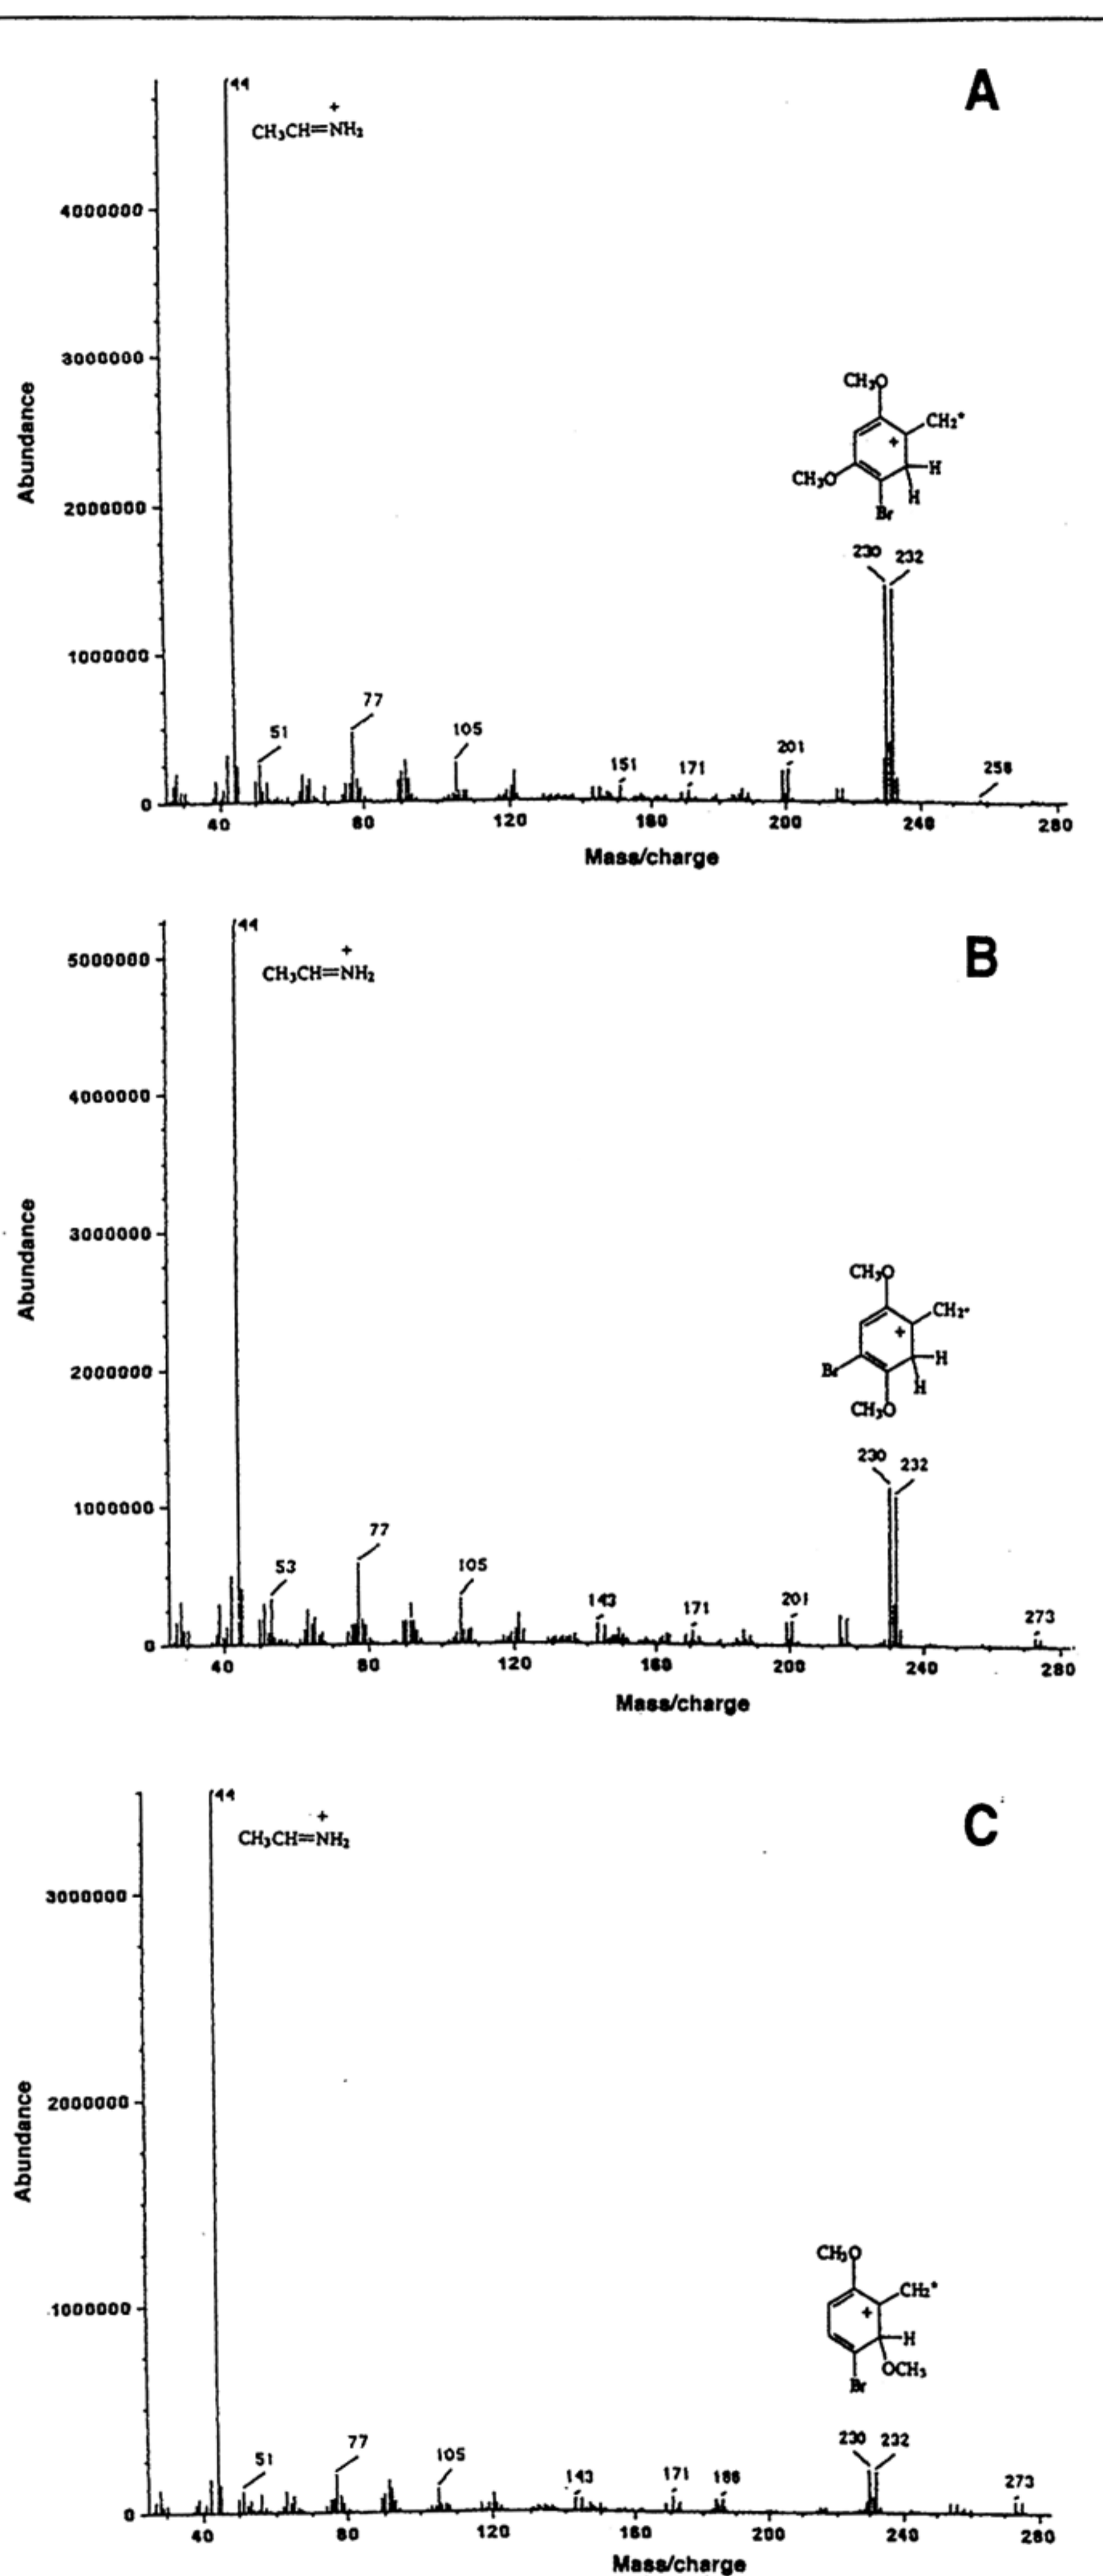 A
44
+
CH₃CH=NH₂
4000000
3000000
2000000
1000000
0
Abundance
CH₃O
CH₂•
+
H
CH₃O
H
Br
230 232
77
51
105
201
151
171
258
40 80 120 160 200 240 280
Mass/charge
B
44
+
CH₃CH=NH₂
5000000
4000000
3000000
2000000
1000000
0
Abundance
CH₃O
CH₂•
+
Br
H
H
CH₃O
230 232
77
53
105
143
171
201
273
40 80 120 160 200 240 280
Mass/charge
C
44
+
CH₃CH=NH₂
3000000
2000000
1000000
0
Abundance
CH₃O
CH₂•
+
H
OCH₃
Br
230 232
77
51
105
143
171
186
273
40 80 120 160 200 240 280
Mass/charge